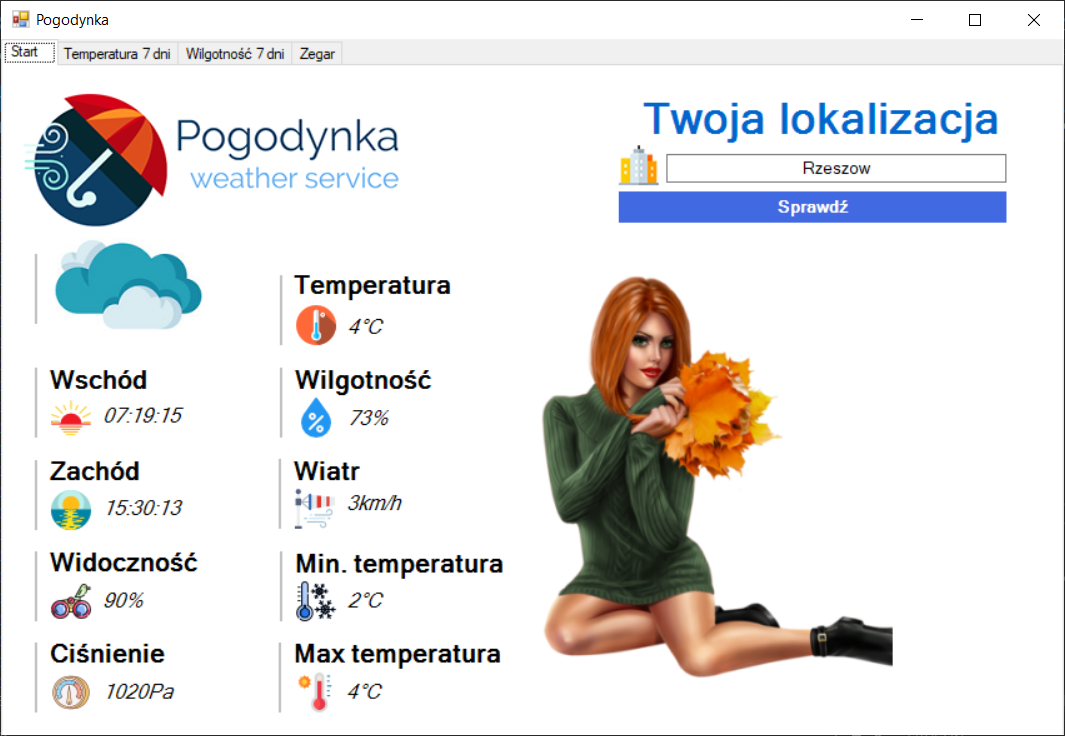 Pogodynka
Start
Temperatura 7 dni
Wilgotność 7 dni
Zegar
Pogodynka
weather service
Twoja lokalizacja
Rzeszow
Sprawdź
Temperatura
4°C
Wschód
07:19:15
Wilgotność
73%
Zachód
15:30:13
Wiatr
3km/h
Widoczność
90%
Min. temperatura
2°C
Ciśnienie
1020Pa
Max temperatura
4°C